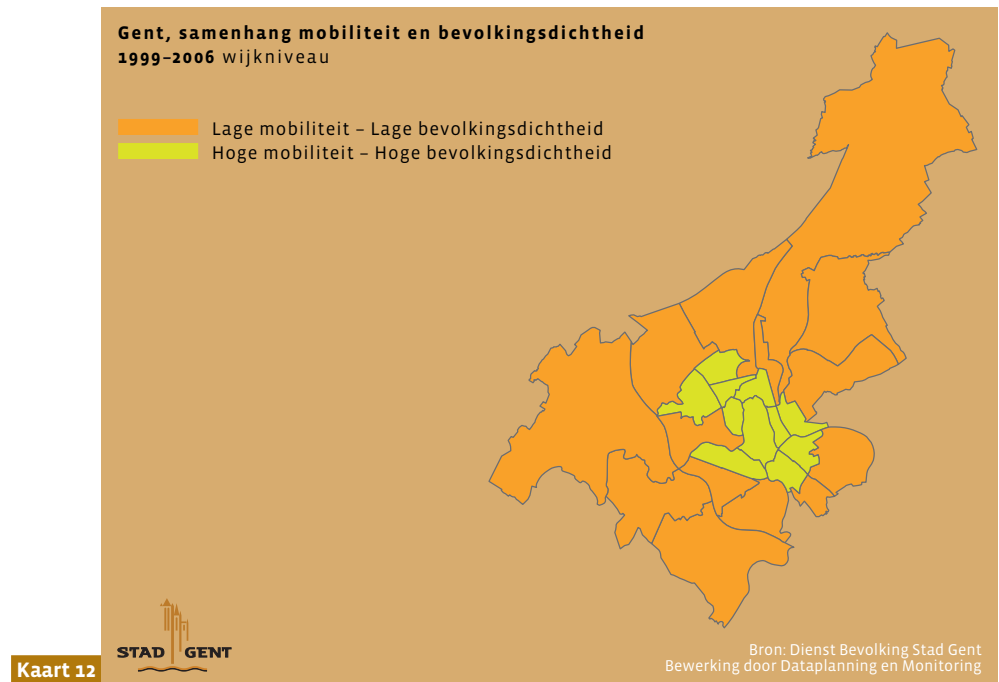 Gent, samenhang mobiliteit en bevolkingsdichtheid
1999–2006 wijkniveau
Lage mobiliteit – Lage bevolkingsdichtheid
Hoge mobiliteit – Hoge bevolkingsdichtheid
STAD GENT
Bron: Dienst Bevolking Stad Gent
Bewerking door Dataplanning en Monitoring
Kaart 12